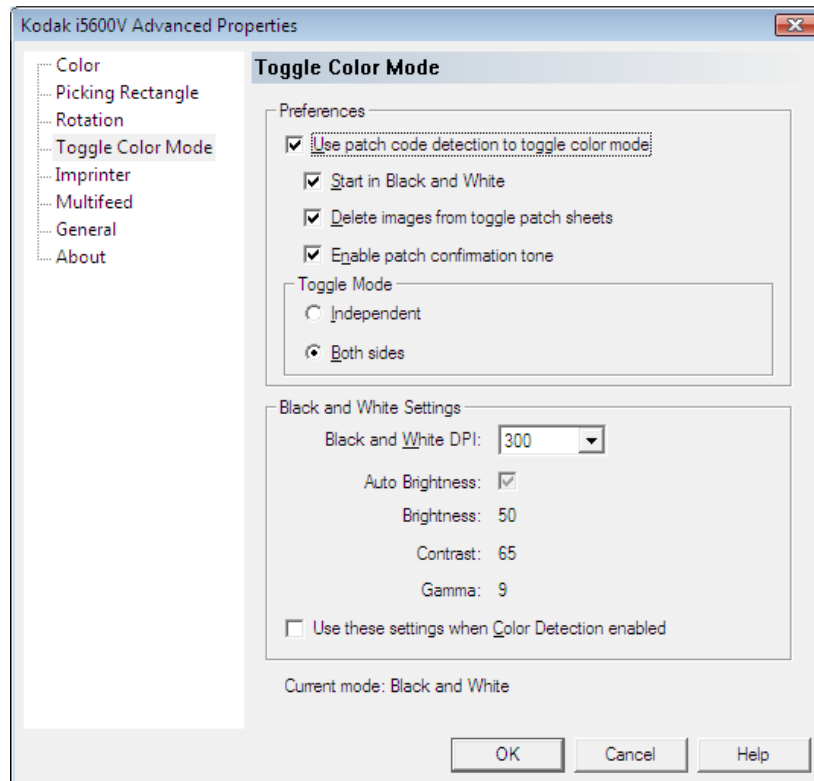 Kodak i5600V Advanced Properties
Color
Picking Rectangle
Rotation
Toggle Color Mode
Imprinter
Multifeed
General
About
Toggle Color Mode
Preferences
Use patch code detection to toggle color mode
Start in Black and White
Delete images from toggle patch sheets
Enable patch confirmation tone
Toggle Mode
Independent
Both sides
Black and White Settings
Black and White DPI: 300
Auto Brightness:
Brightness: 50
Contrast: 65
Gamma: 9
Use these settings when Color Detection enabled
Current mode: Black and White
OK Cancel Help